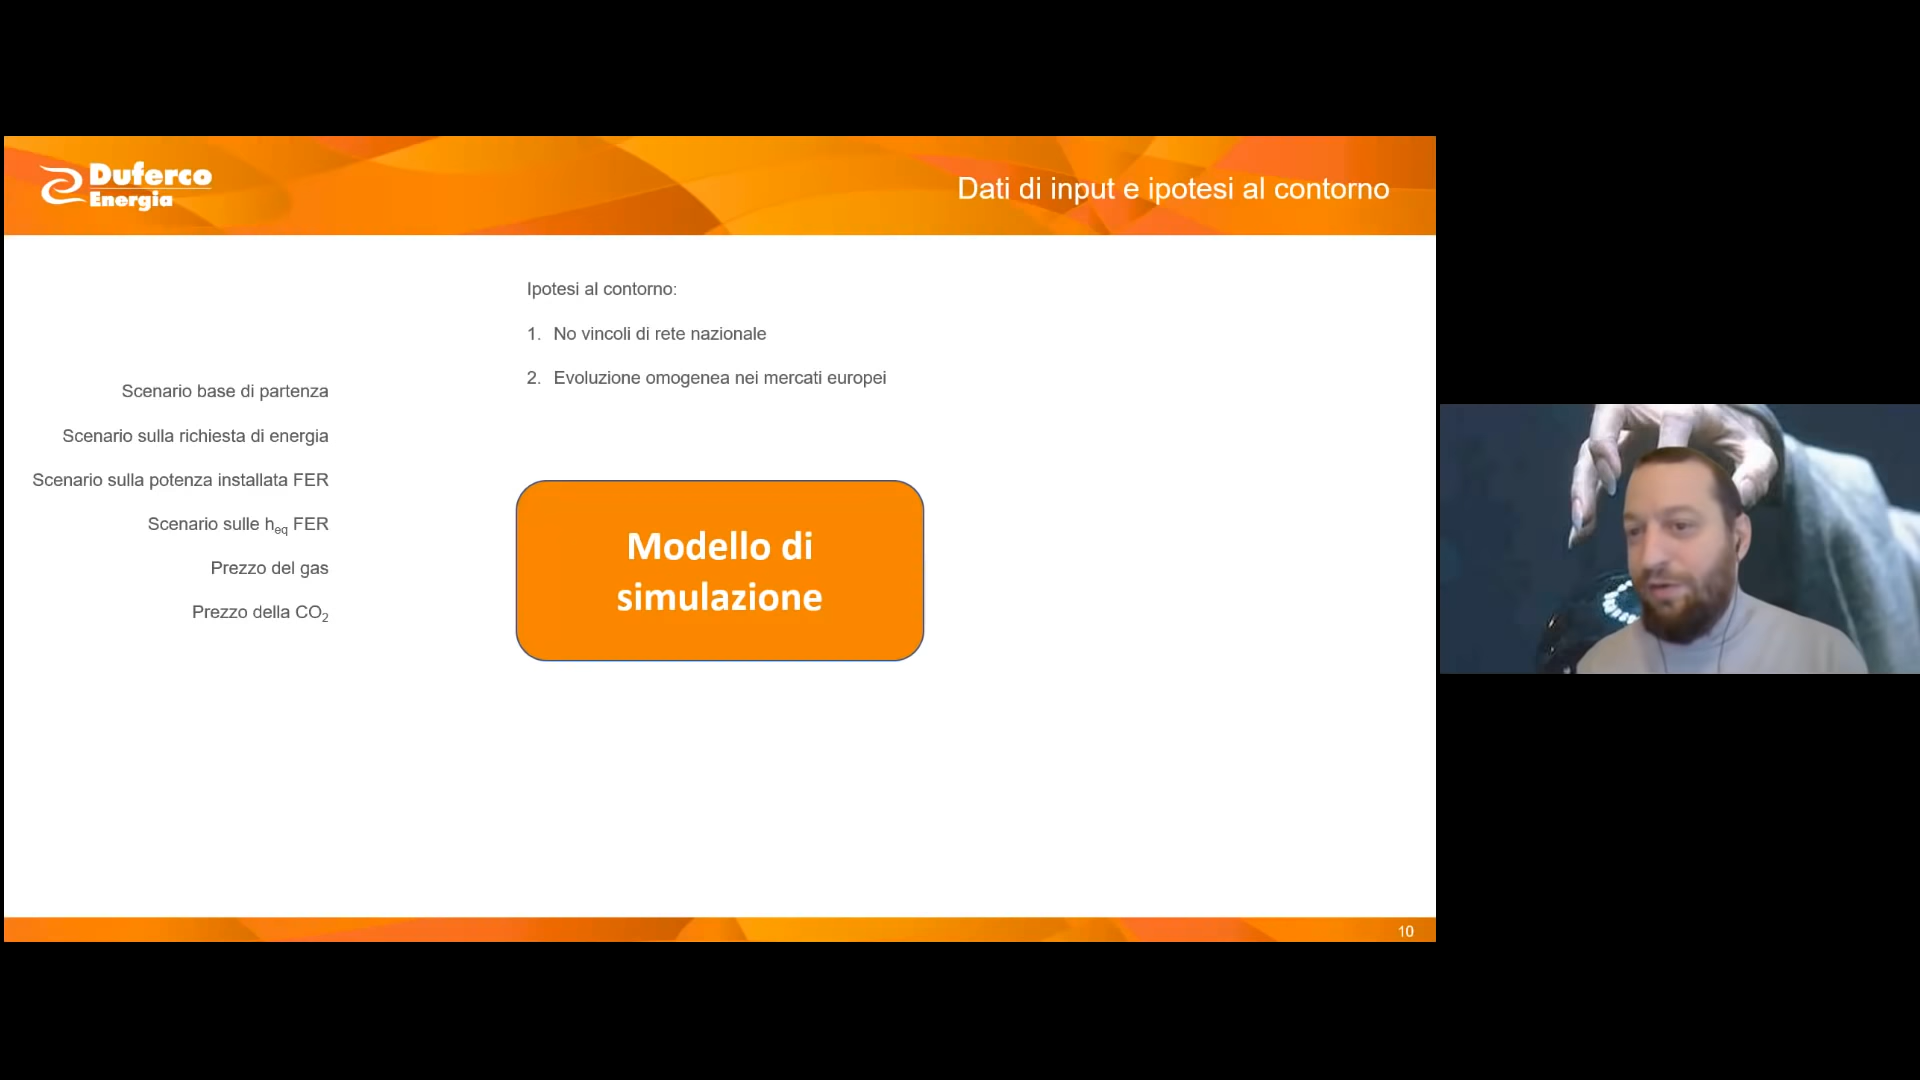 Duferco
Energia
Dati di input e ipotesi al contorno
Ipotesi al contorno:
1. No vincoli di rete nazionale
2. Evoluzione omogenea nei mercati europei
Scenario base di partenza
Scenario sulla richiesta di energia
Scenario sulla potenza installata FER
Scenario sulle heq FER
Prezzo del gas
Prezzo della CO2
Modello di
simulazione
10